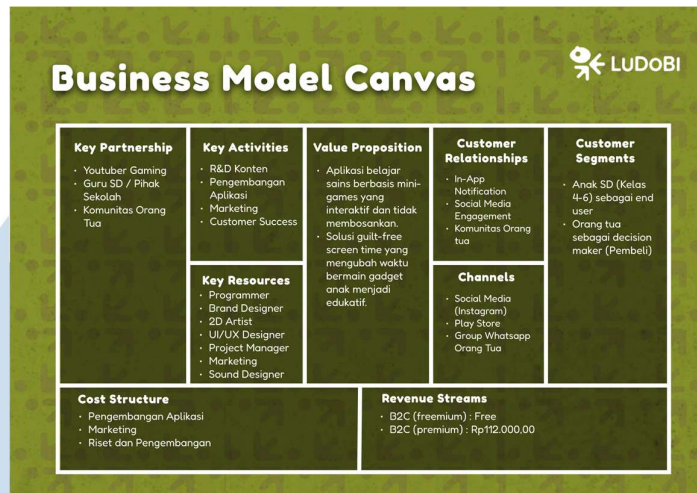 Business Model Canvas
LUDOBI
Key Partnership
• Youtuber Gaming
• Guru SD / Pihak
Sekolah
• Komunitas Orang
Tua
Key Activities
• R&D Konten
• Pengembangan
Aplikasi
• Marketing
• Customer Success
Key Resources
• Programmer
• Brand Designer
• 2D Artist
• UI/UX Designer
• Project Manager
• Marketing
• Sound Designer
Value Proposition
• Aplikasi belajar
sains berbasis mini-
games yang
interaktif dan tidak
membosankan.
• Solusi guilt-free
screen time yang
mengubah waktu
bermain gadget
anak menjadi
edukatif.
Customer
Relationships
• In-App
Notification
• Social Media
Engagement
• Komunitas Orang
tua
Channels
• Social Media
(Instagram)
• Play Store
• Group Whatsapp
Orang Tua
Customer
Segments
• Anak SD (Kelas
4-6) sebagai end
user
• Orang tua
sebagai decision
maker (Pembeli)
Cost Structure
• Pengembangan Aplikasi
• Marketing
• Riset dan Pengembangan
Revenue Streams
• B2C (freemium) : Free
• B2C (premium) : Rp112.000,00